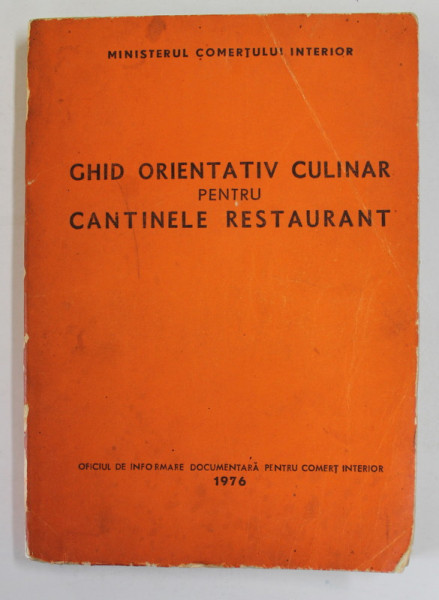 MINISTERUL COMERȚULUI INTERIOR
GHID ORIENTATIV CULINAR
PENTRU
CANTINELE RESTAURANT
OFICIUL DE INFORMARE DOCUMENTARĂ PENTRU COMERȚ INTERIOR
1976